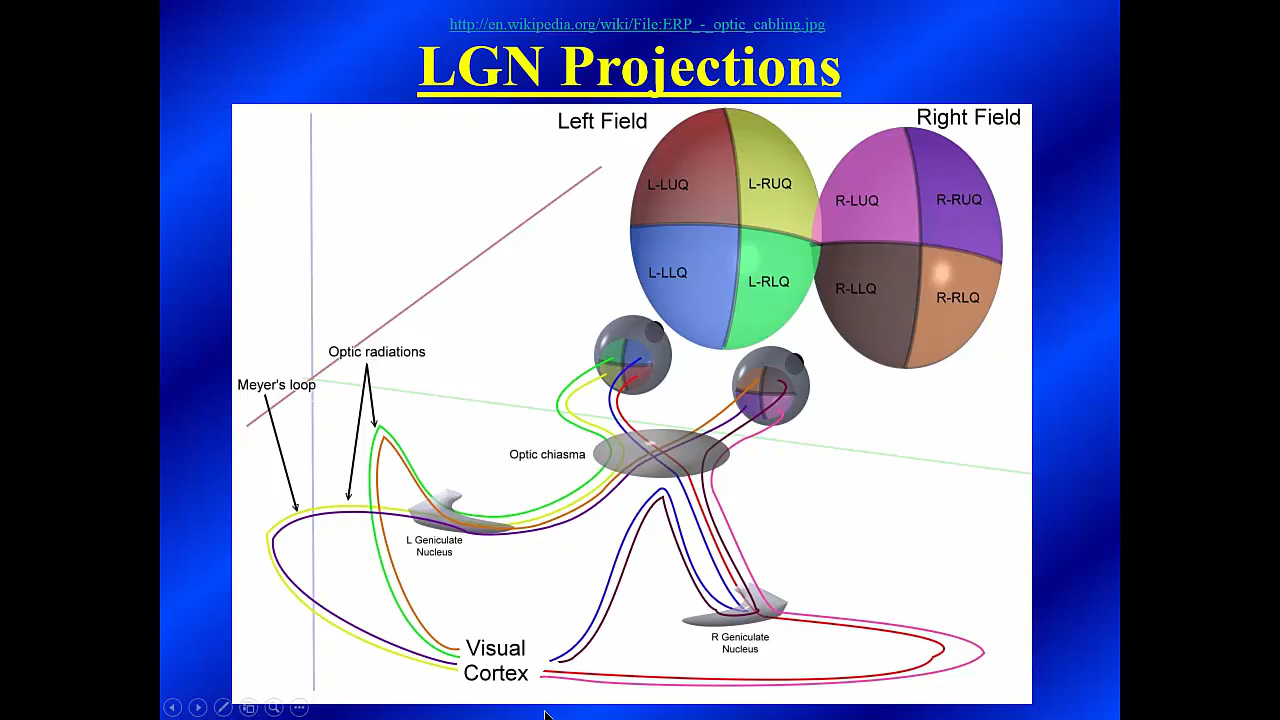 http://en.wikipedia.org/wiki/File:ERP_-_optic_cabling.jpg
LGN Projections
Left Field
Right Field
L-LUQ
L-RUQ
R-LUQ
R-RUQ
L-LLQ
L-RLQ
R-LLQ
R-RLQ
Optic radiations
Meyer's loop
Optic chiasma
L Geniculate
Nucleus
R Geniculate
Nucleus
Visual
Cortex